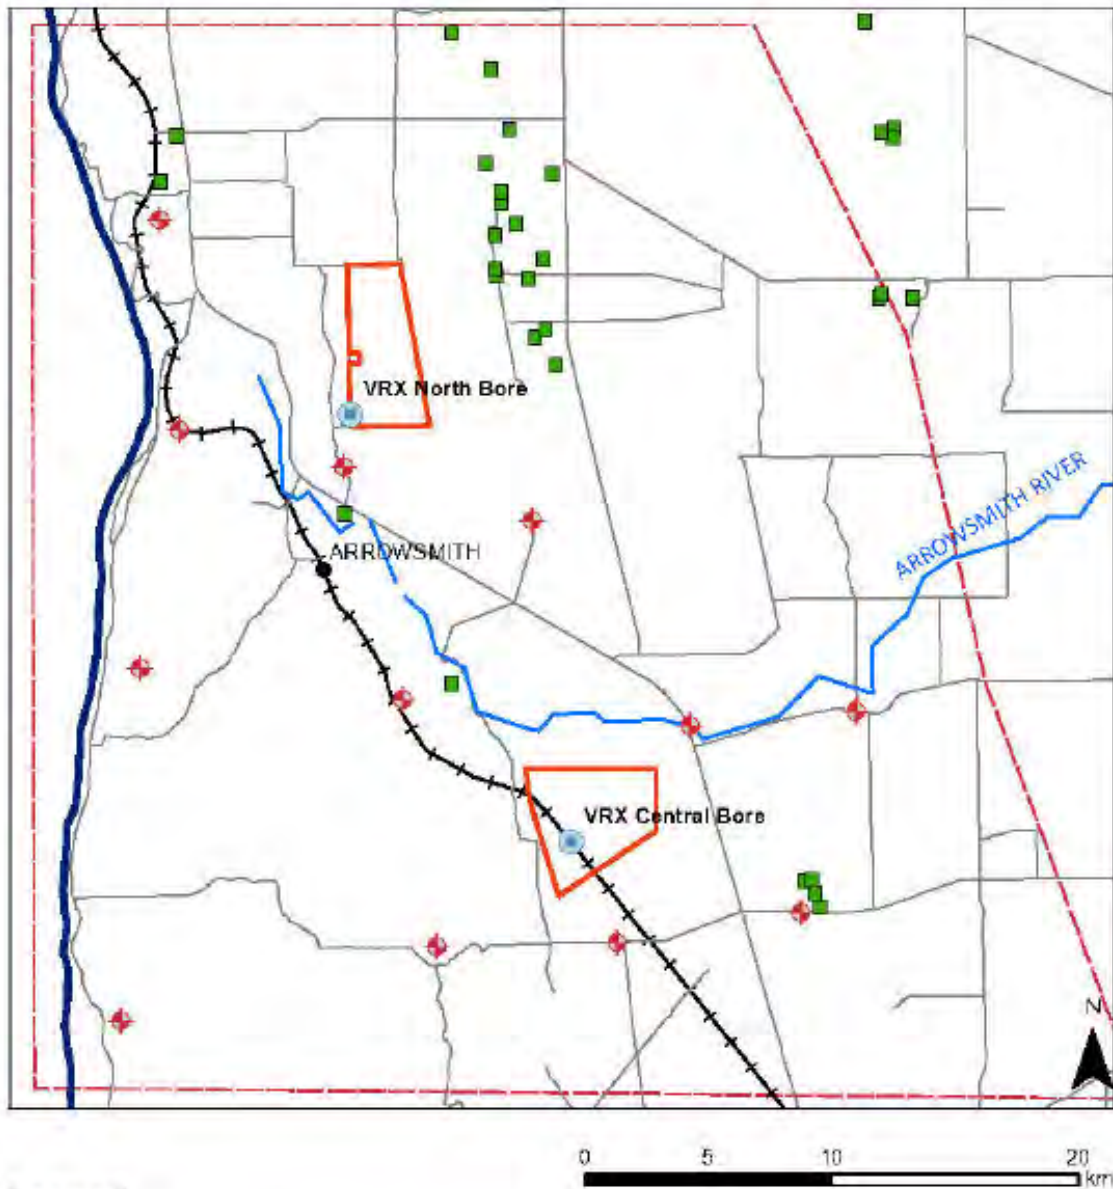 VRX North Bore
ARROWSMITH RIVER
ARROWSMITH
VRX Central Bore
N
0 5 10 20
km